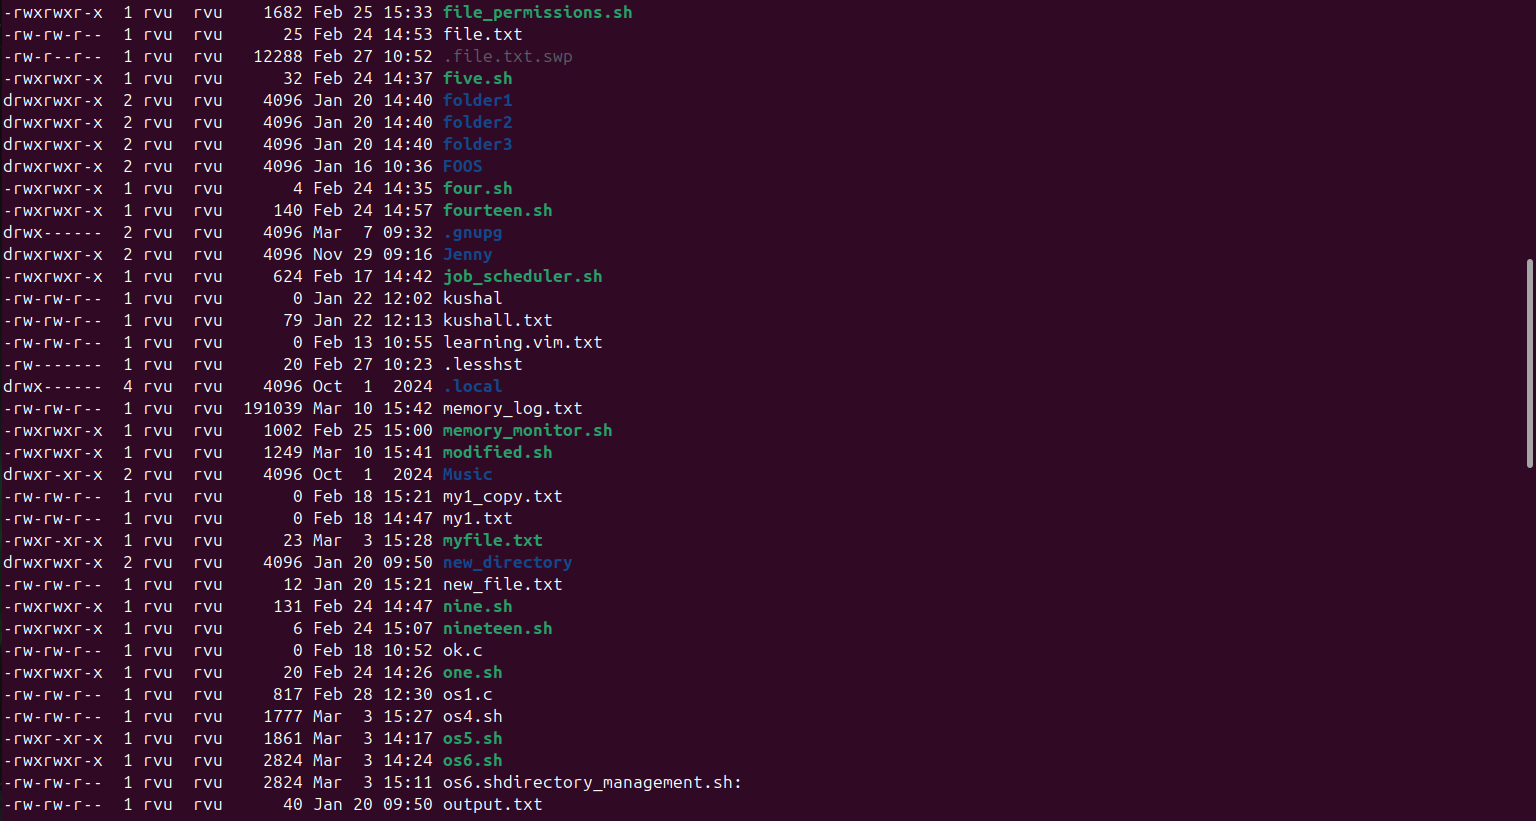 -rwxrwxr-x  1 rvu  rvu    1682 Feb 25 15:33 file_permissions.sh
-rw-rw-r--  1 rvu  rvu      25 Feb 24 14:53 file.txt
-rw-r--r--  1 rvu  rvu   12288 Feb 27 10:52 .file.txt.swp
-rwxrwxr-x  1 rvu  rvu      32 Feb 24 14:37 five.sh
drwxrwxr-x  2 rvu  rvu    4096 Jan 20 14:40 folder1
drwxrwxr-x  2 rvu  rvu    4096 Jan 20 14:40 folder2
drwxrwxr-x  2 rvu  rvu    4096 Jan 20 14:40 folder3
drwxrwxr-x  2 rvu  rvu    4096 Jan 16 10:36 FOOS
-rwxrwxr-x  1 rvu  rvu       4 Feb 24 14:35 four.sh
-rwxrwxr-x  1 rvu  rvu     140 Feb 24 14:57 fourteen.sh
drwx------  2 rvu  rvu    4096 Mar  7 09:32 .gnupg
drwxrwxr-x  2 rvu  rvu    4096 Nov 29 09:16 Jenny
-rwxrwxr-x  1 rvu  rvu     624 Feb 17 14:42 job_scheduler.sh
-rw-rw-r--  1 rvu  rvu       0 Jan 22 12:02 kushal
-rw-rw-r--  1 rvu  rvu      79 Jan 22 12:13 kushall.txt
-rw-rw-r--  1 rvu  rvu       0 Feb 13 10:55 learning.vim.txt
-rw-------  1 rvu  rvu      20 Feb 27 10:23 .lesshst
drwx------  4 rvu  rvu    4096 Oct  1  2024 .local
-rw-rw-r--  1 rvu  rvu  191039 Mar 10 15:42 memory_log.txt
-rwxrwxr-x  1 rvu  rvu    1002 Feb 25 15:00 memory_monitor.sh
-rwxrwxr-x  1 rvu  rvu    1249 Mar 10 15:41 modified.sh
drwxr-xr-x  2 rvu  rvu    4096 Oct  1  2024 Music
-rw-rw-r--  1 rvu  rvu       0 Feb 18 15:21 my1_copy.txt
-rw-rw-r--  1 rvu  rvu       0 Feb 18 14:47 my1.txt
-rwxr-xr-x  1 rvu  rvu      23 Mar  3 15:28 myfile.txt
drwxrwxr-x  2 rvu  rvu    4096 Jan 20 09:50 new_directory
-rw-rw-r--  1 rvu  rvu      12 Jan 20 15:21 new_file.txt
-rwxrwxr-x  1 rvu  rvu     131 Feb 24 14:47 nine.sh
-rwxrwxr-x  1 rvu  rvu       6 Feb 24 15:07 nineteen.sh
-rw-rw-r--  1 rvu  rvu       0 Feb 18 10:52 ok.c
-rwxrwxr-x  1 rvu  rvu      20 Feb 24 14:26 one.sh
-rw-rw-r--  1 rvu  rvu     817 Feb 28 12:30 os1.c
-rw-rw-r--  1 rvu  rvu    1777 Mar  3 15:27 os4.sh
-rwxr-xr-x  1 rvu  rvu    1861 Mar  3 14:17 os5.sh
-rwxrwxr-x  1 rvu  rvu    2824 Mar  3 14:24 os6.sh
-rw-rw-r--  1 rvu  rvu    2824 Mar  3 15:11 os6.shdirectory_management.sh:
-rw-rw-r--  1 rvu  rvu      40 Jan 20 09:50 output.txt